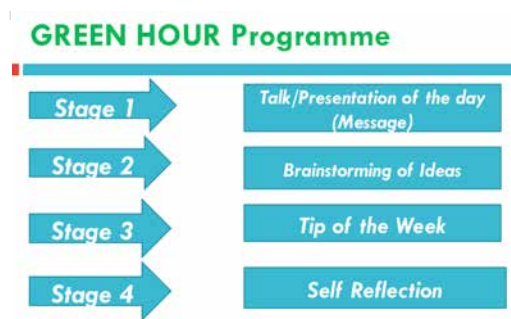 GREEN HOUR Programme
Stage 1
Talk/Presentation of the day
(Message)
Stage 2
Brainstorming of Ideas
Stage 3
Tip of the Week
Stage 4
Self Reflection